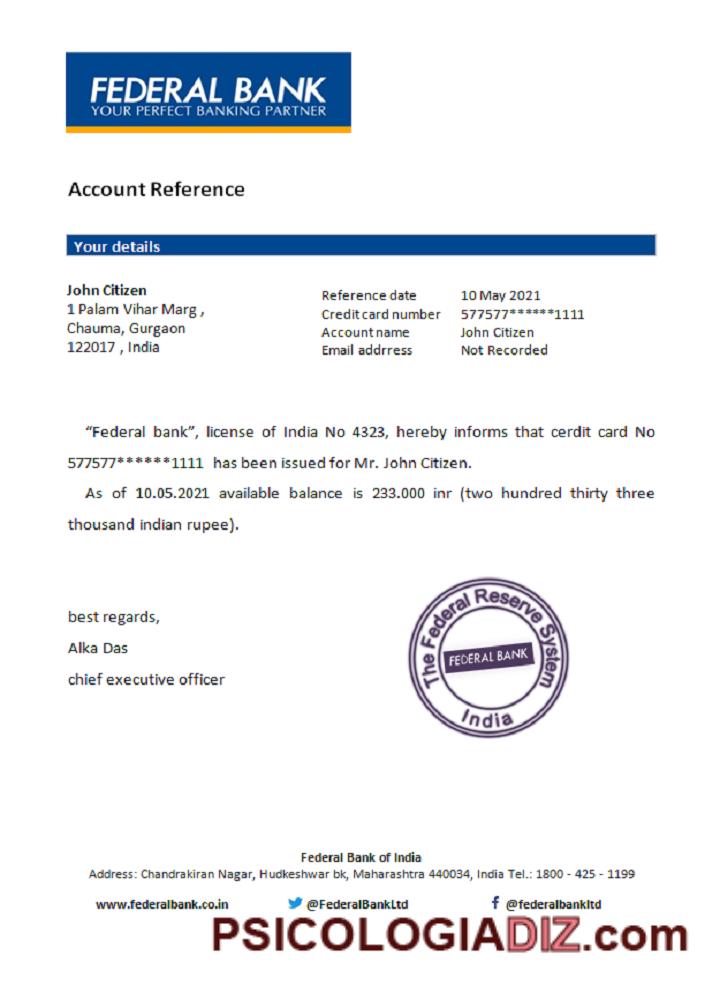 FEDERAL BANK
YOUR PERFECT BANKING PARTNER
Account Reference
Your details
John Citizen
1 Palam Vihar Marg ,
Chauma, Gurgaon
122017 , India
Reference date 10 May 2021
Credit card number 577577******1111
Account name John Citizen
Email addrress Not Recorded
“Federal bank”, license of India No 4323, hereby informs that cerdit card No
577577******1111 has been issued for Mr. John Citizen.
As of 10.05.2021 available balance is 233.000 inr (two hundred thirty three
thousand indian rupee).
best regards,
Alka Das
chief executive officer
The Federal Reserve System
FEDERAL BANK
India
Federal Bank of India
Address: Chandrakiran Nagar, Hudkeshwar bk, Maharashtra 440034, India Tel.: 1800 - 425 - 1199
www.federalbank.co.in @FederalBankLtd @federalbankltd
PSICOLOGIADIZ.com